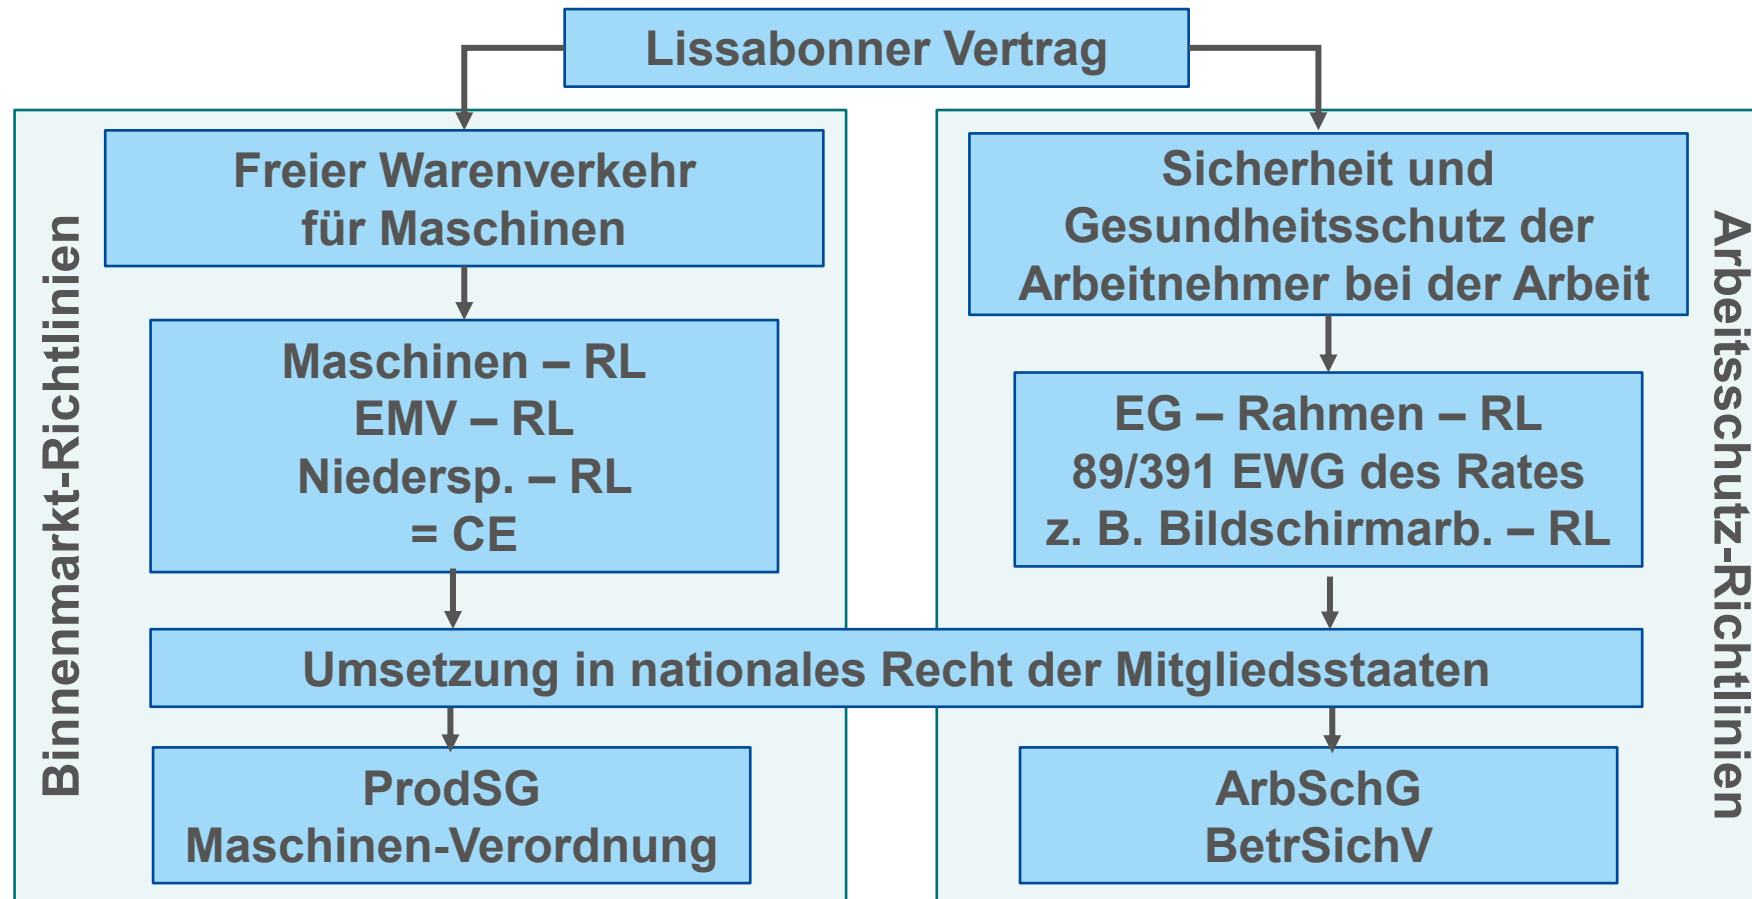 Lissabonner Vertrag
Binnenmarkt-Richtlinien
Freier Warenverkehr
für Maschinen
Maschinen – RL
EMV – RL
Niedersp. – RL
= CE
Sicherheit und
Gesundheitsschutz der
Arbeitnehmer bei der Arbeit
EG – Rahmen – RL
89/391 EWG des Rates
z. B. Bildschirmarb. – RL
Arbeitsschutz-Richtlinien
Umsetzung in nationales Recht der Mitgliedsstaaten
ProdSG
Maschinen-Verordnung
ArbSchG
BetrSichV